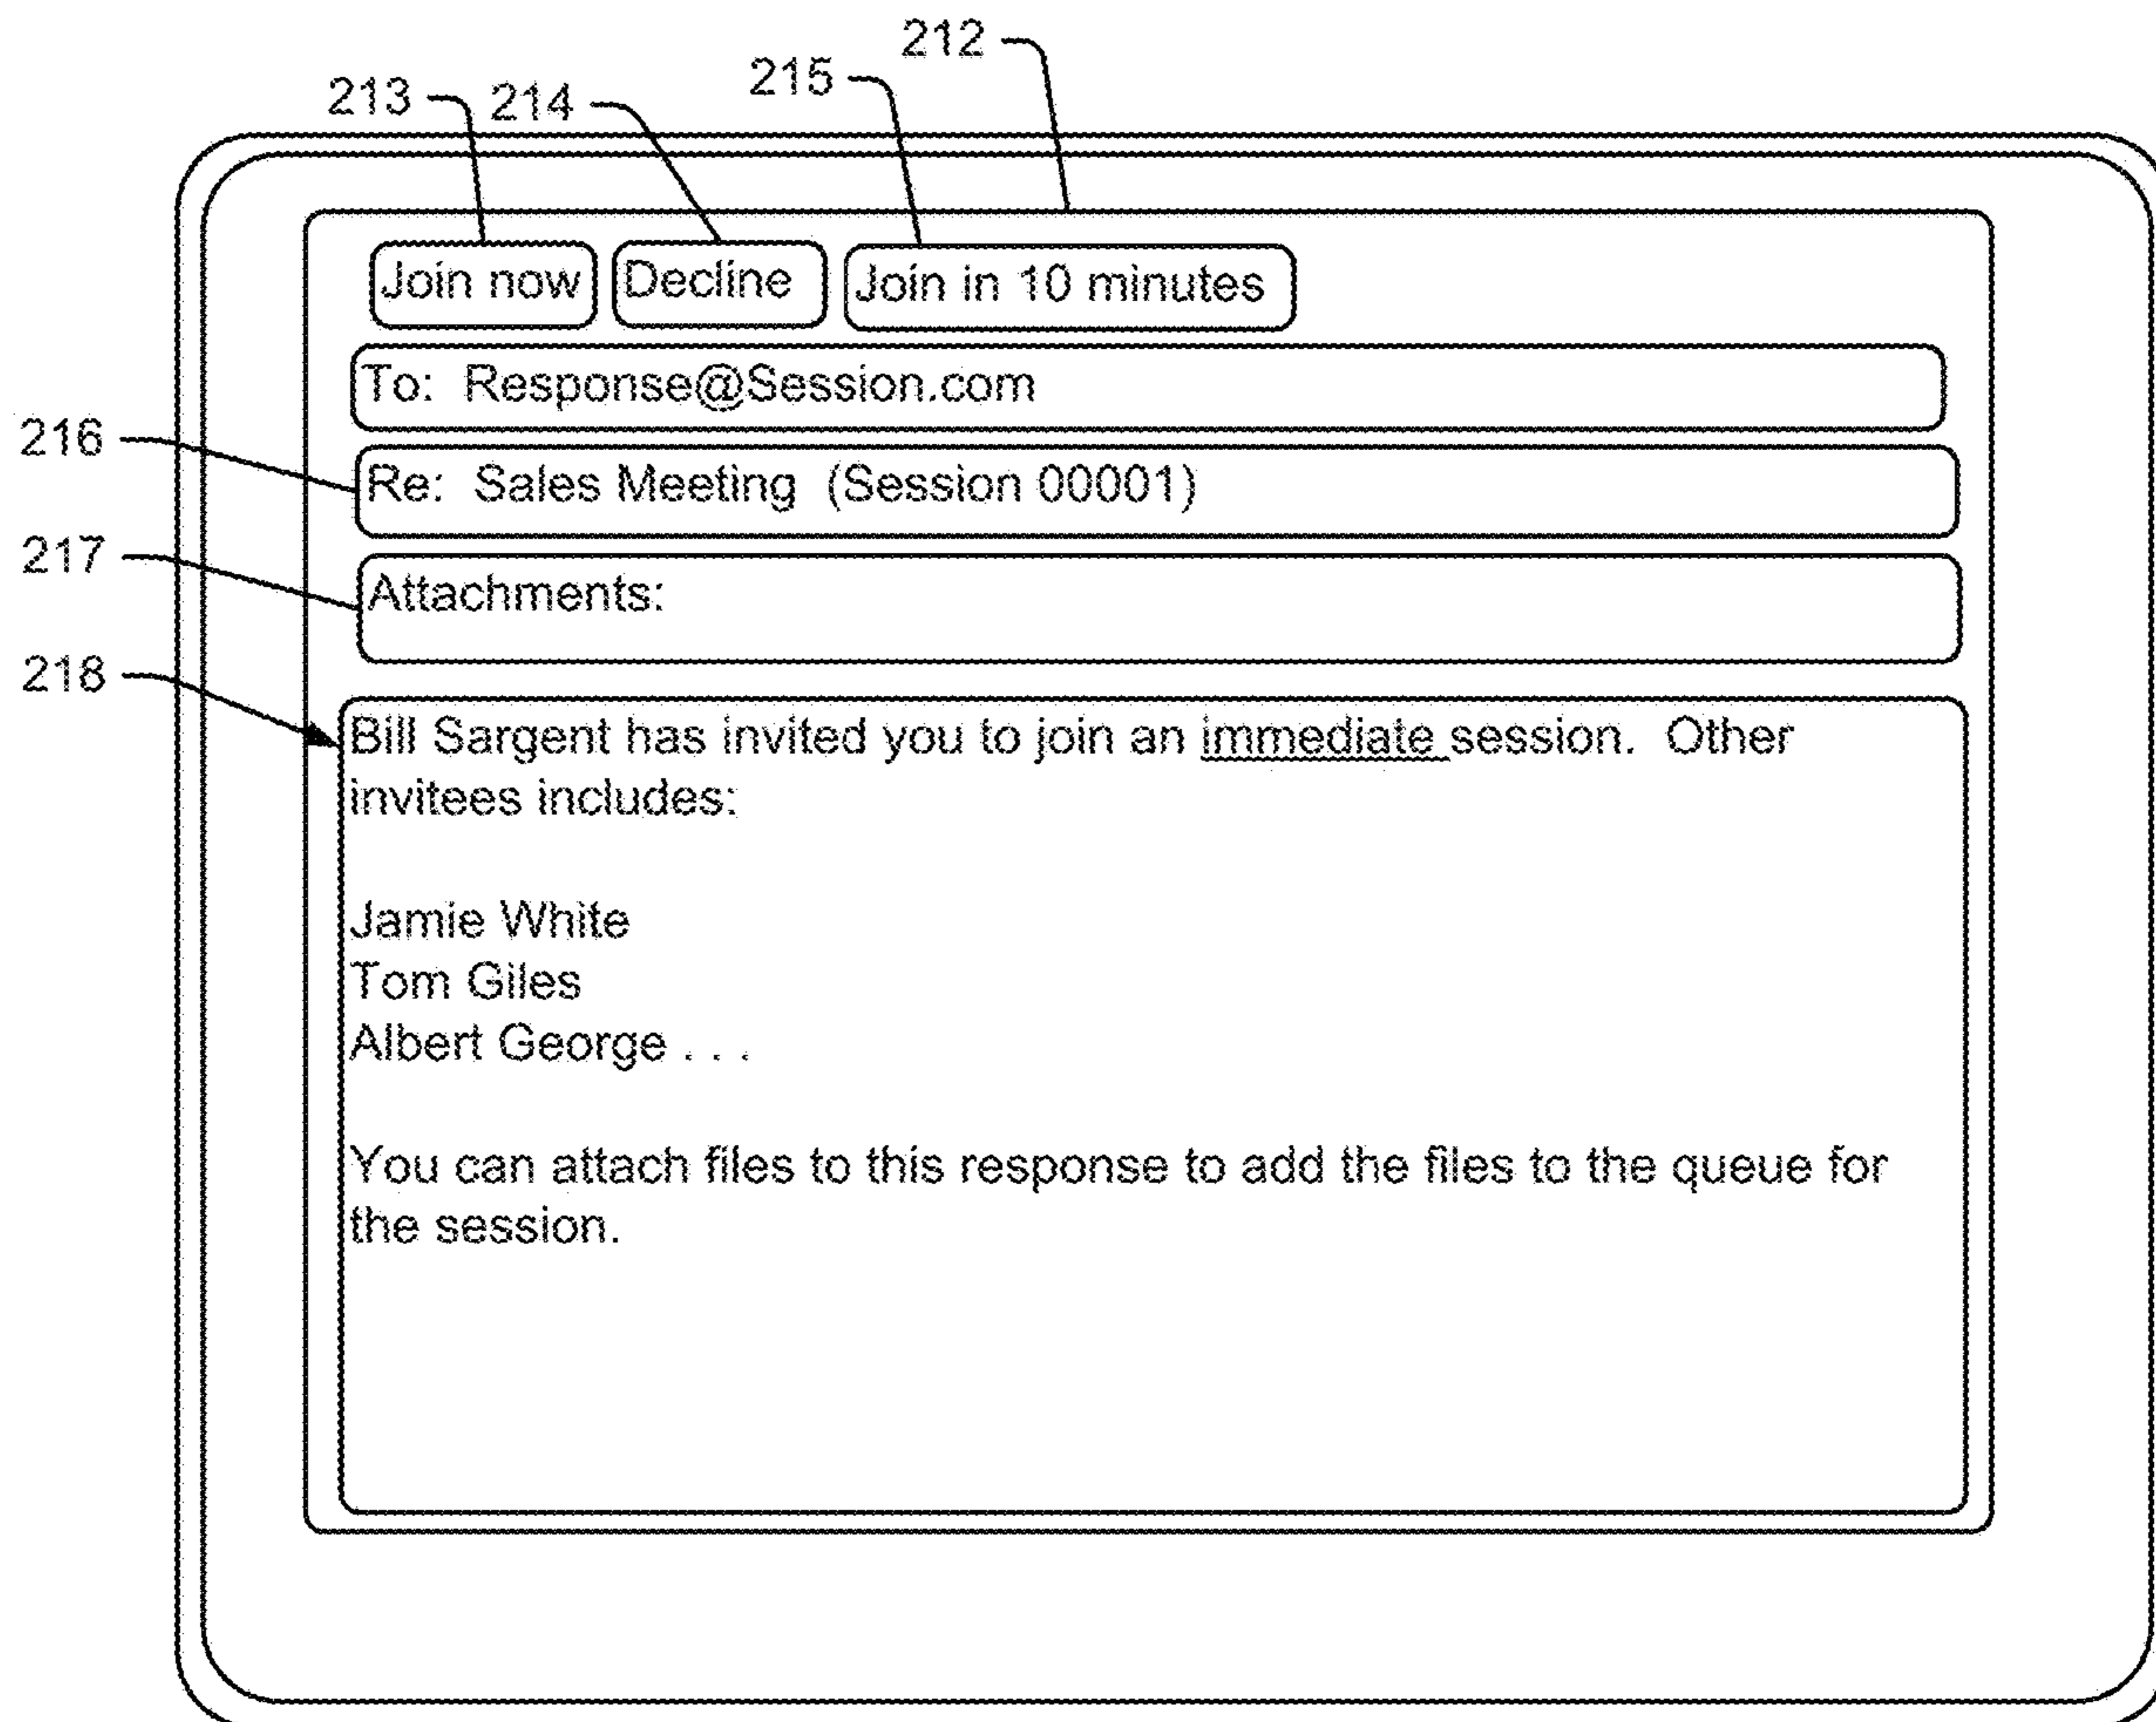 212
215
213 214
Join now Decline Join in 10 minutes
To: Response@Session.com
216
Re: Sales Meeting (Session 00001)
217
Attachments:
218
Bill Sargent has invited you to join an immediate session. Other
invitees includes:
Jamie White
Tom Giles
Albert George . . .
You can attach files to this response to add the files to the queue for
the session.